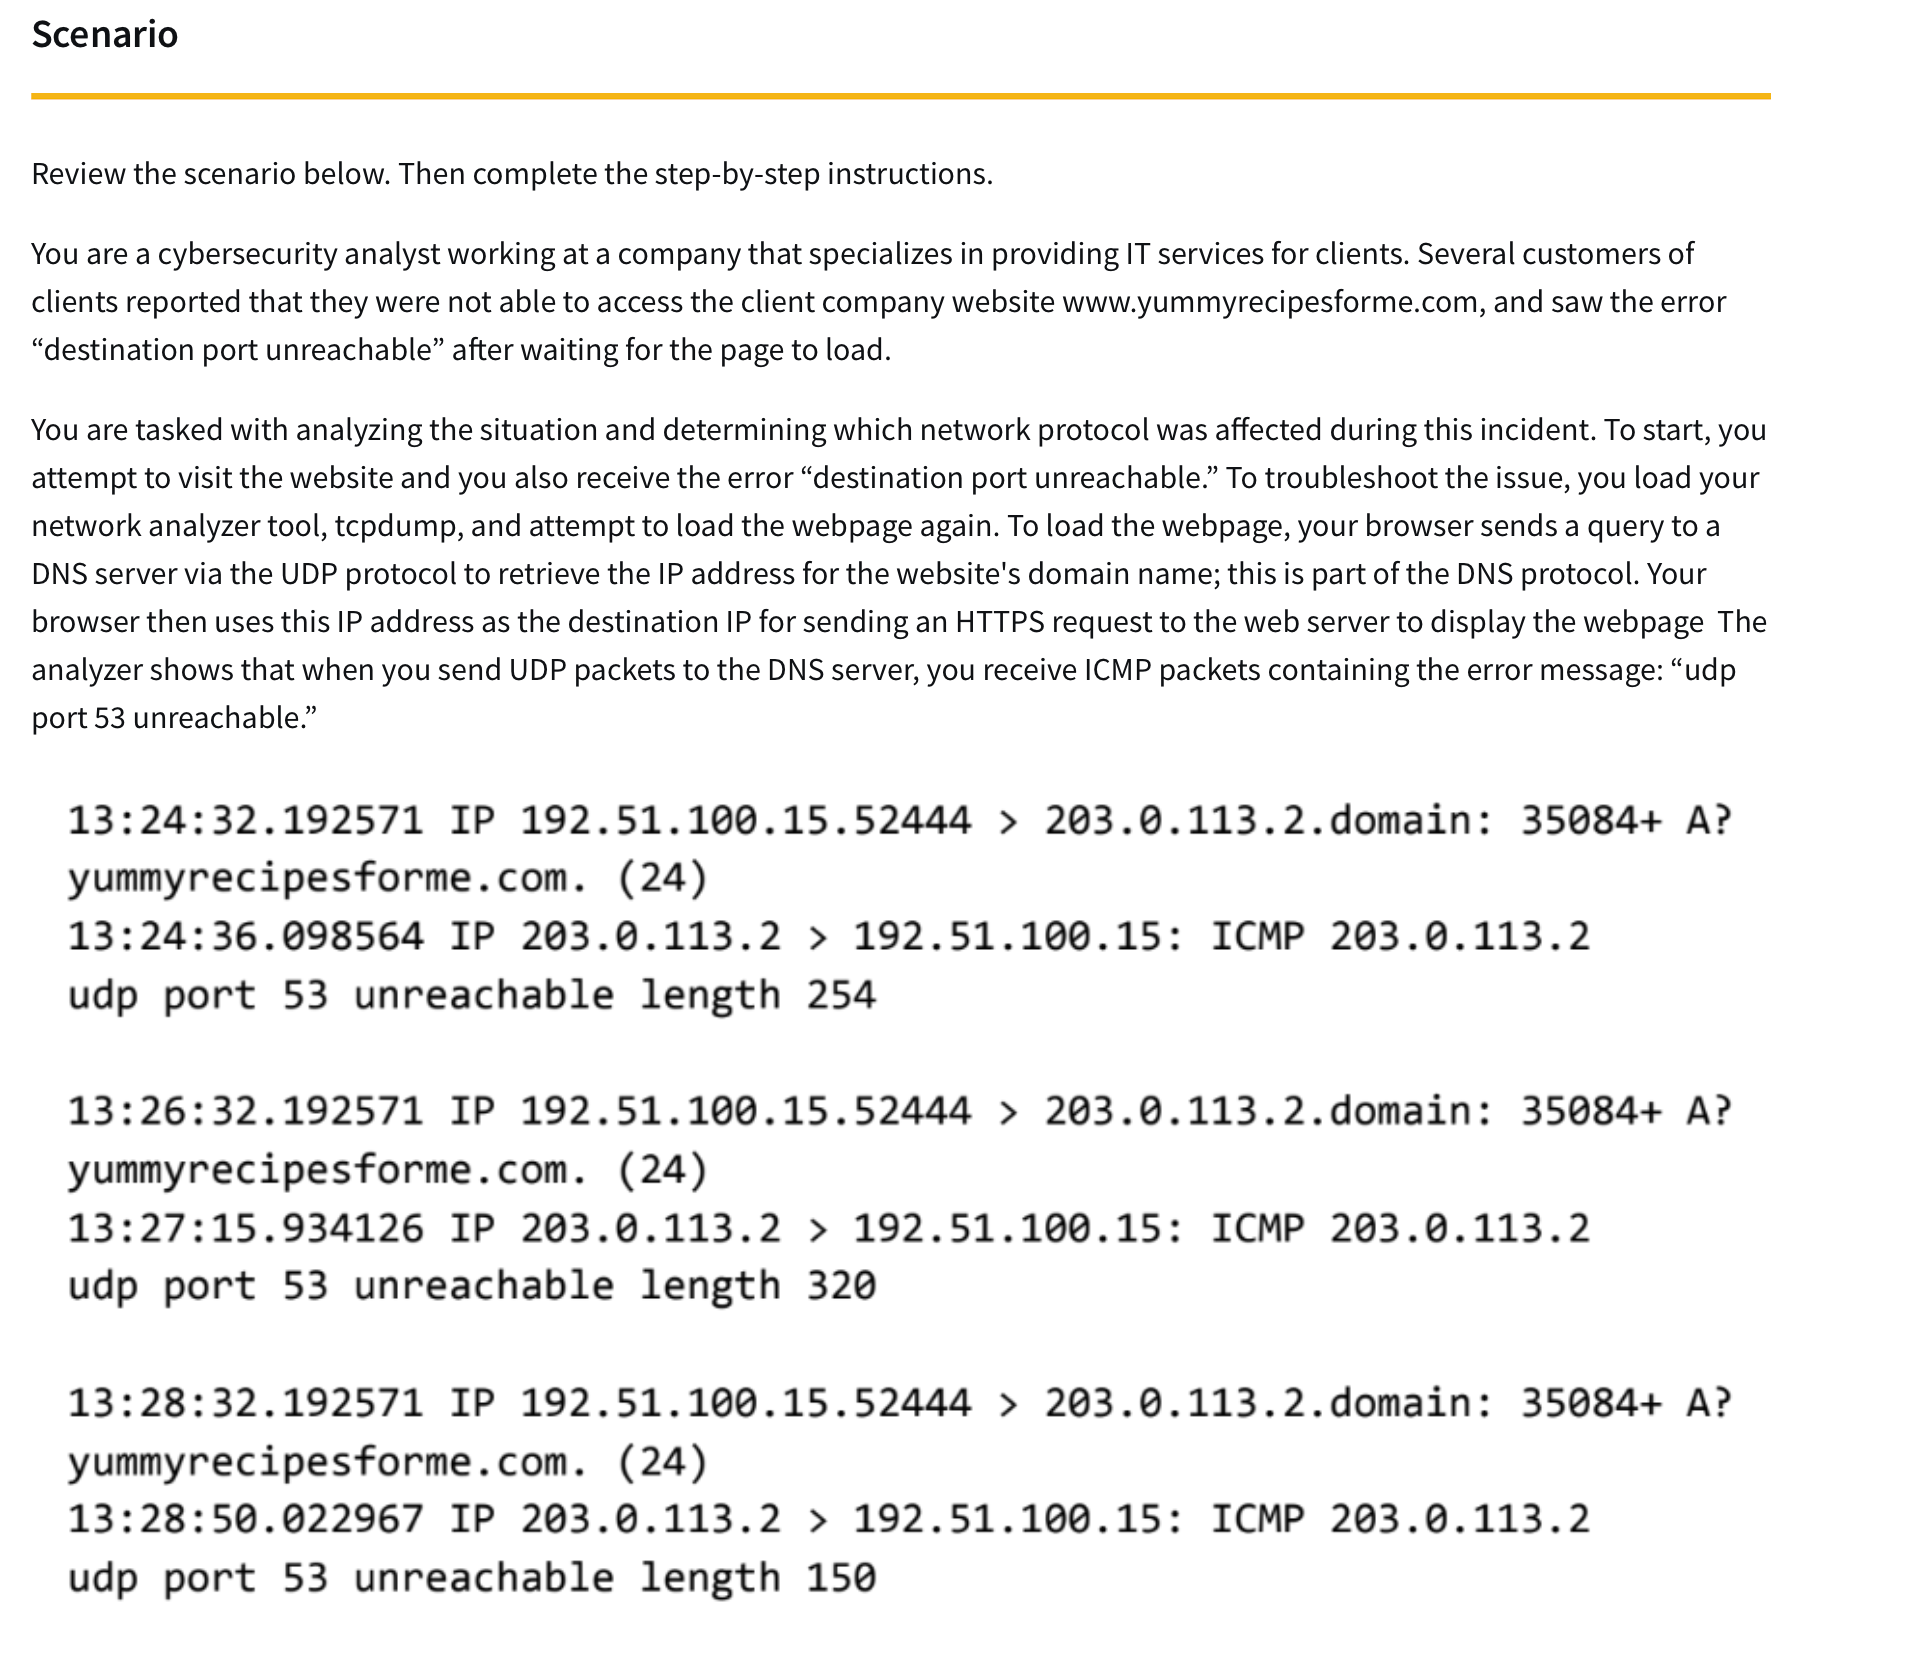 Scenario
Review the scenario below. Then complete the step-by-step instructions.
You are a cybersecurity analyst working at a company that specializes in providing IT services for clients. Several customers of
clients reported that they were not able to access the client company website www.yummyrecipesforme.com, and saw the error
“destination port unreachable” after waiting for the page to load.
You are tasked with analyzing the situation and determining which network protocol was affected during this incident. To start, you
attempt to visit the website and you also receive the error “destination port unreachable.” To troubleshoot the issue, you load your
network analyzer tool, tcpdump, and attempt to load the webpage again. To load the webpage, your browser sends a query to a
DNS server via the UDP protocol to retrieve the IP address for the website's domain name; this is part of the DNS protocol. Your
browser then uses this IP address as the destination IP for sending an HTTPS request to the web server to display the webpage  The
analyzer shows that when you send UDP packets to the DNS server, you receive ICMP packets containing the error message: “udp
port 53 unreachable.”
13:24:32.192571 IP 192.51.100.15.52444 > 203.0.113.2.domain: 35084+ A?
yummyrecipesforme.com. (24)
13:24:36.098564 IP 203.0.113.2 > 192.51.100.15: ICMP 203.0.113.2
udp port 53 unreachable length 254
13:26:32.192571 IP 192.51.100.15.52444 > 203.0.113.2.domain: 35084+ A?
yummyrecipesforme.com. (24)
13:27:15.934126 IP 203.0.113.2 > 192.51.100.15: ICMP 203.0.113.2
udp port 53 unreachable length 320
13:28:32.192571 IP 192.51.100.15.52444 > 203.0.113.2.domain: 35084+ A?
yummyrecipesforme.com. (24)
13:28:50.022967 IP 203.0.113.2 > 192.51.100.15: ICMP 203.0.113.2
udp port 53 unreachable length 150